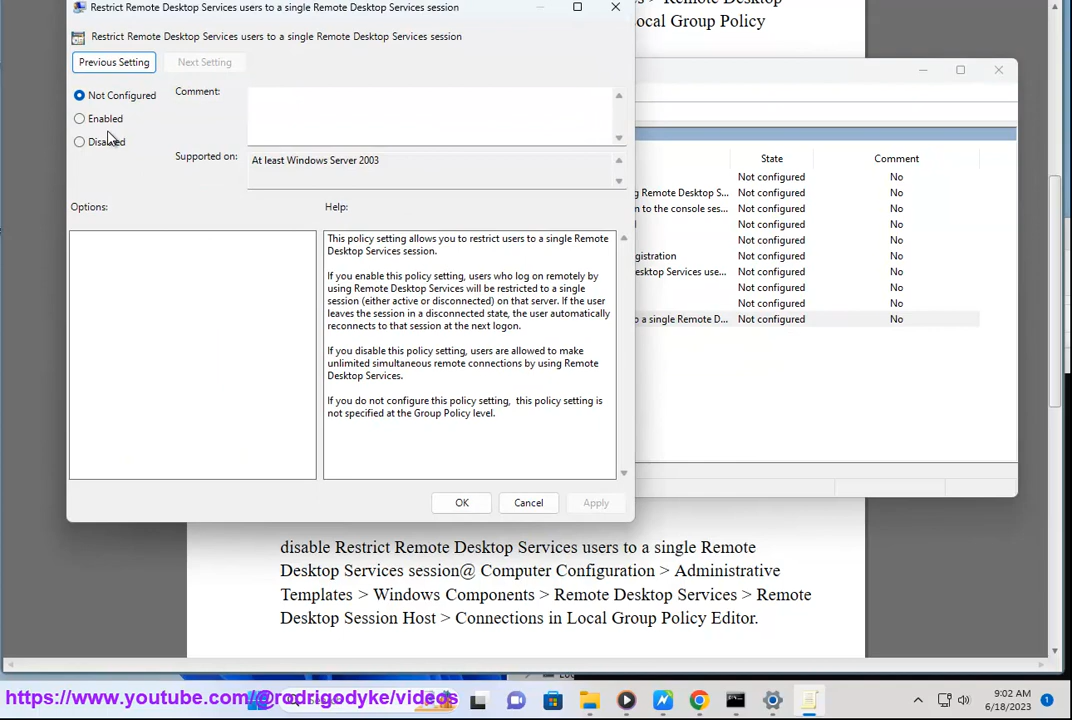 Restrict Remote Desktop Services users to a single Remote Desktop Services session
Restrict Remote Desktop Services users to a single Remote Desktop Services session
Previous Setting
Next Setting
Not Configured
Enabled
Disabled
Comment:
Supported on:
At least Windows Server 2003
Options:
Help:
This policy setting allows you to restrict users to a single Remote
Desktop Services session.
If you enable this policy setting, users who log on remotely by
using Remote Desktop Services will be restricted to a single
session (either active or disconnected) on that server. If the user
leaves the session in a disconnected state, the user automatically
reconnects to that session at the next logon.
If you disable this policy setting, users are allowed to make
unlimited simultaneous remote connections by using Remote
Desktop Services.
If you do not configure this policy setting,  this policy setting is
not specified at the Group Policy level.
OK
Cancel
Apply
ocal Group Policy
State
Comment
Not configured No
g Remote Desktop S... Not configured No
n to the console ses... Not configured No
Not configured No
Not configured No
gistration Not configured No
esktop Services use... Not configured No
Not configured No
Not configured No
o a single Remote D... Not configured No
disable Restrict Remote Desktop Services users to a single Remote
Desktop Services session@ Computer Configuration > Administrative
Templates > Windows Components > Remote Desktop Services > Remote
Desktop Session Host > Connections in Local Group Policy Editor.
https://www.youtube.com/@rodrigodyke/videos
9:02 AM
6/18/2023
1